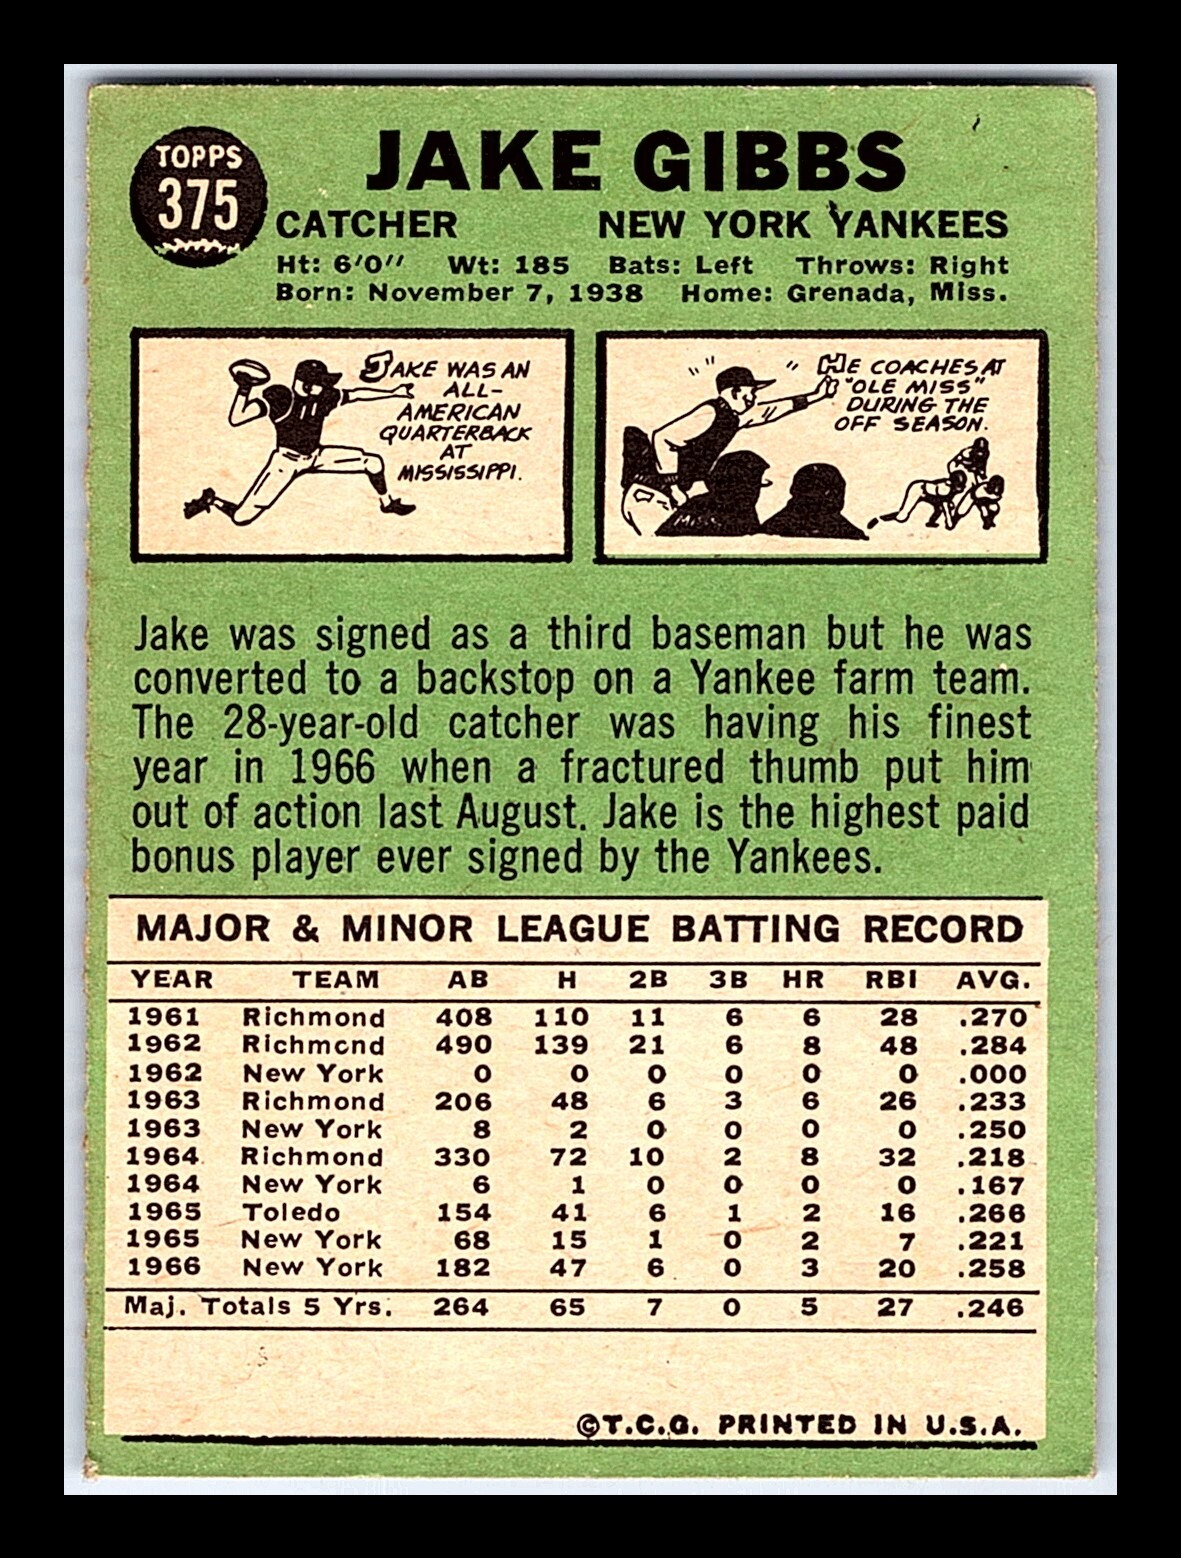 TOPPS
375
JAKE GIBBS
CATCHER NEW YORK YANKEES
Ht: 6'0" Wt: 185 Bats: Left Throws: Right
Born: November 7, 1938 Home: Grenada, Miss.
JAKE WAS AN
ALL-
AMERICAN
QUARTERBACK
AT
MISSISSIPPI.
HE COACHES AT
"OLE MISS"
DURING THE
OFF SEASON.
MISS
Jake was signed as a third baseman but he was
converted to a backstop on a Yankee farm team.
The 28-year-old catcher was having his finest
year in 1966 when a fractured thumb put him
out of action last August. Jake is the highest paid
bonus player ever signed by the Yankees.
MAJOR & MINOR LEAGUE BATTING RECORD
YEAR TEAM AB H 2B 3B HR RBI AVG.
1961 Richmond 408 110 11 6 6 28 .270
1962 Richmond 490 139 21 6 8 48 .284
1962 New York 0 0 0 0 0 0 .000
1963 Richmond 206 48 6 3 6 26 .233
1963 New York 8 2 0 0 0 0 .250
1964 Richmond 330 72 10 2 8 32 .218
1964 New York 6 1 0 0 0 0 .167
1965 Toledo 154 41 6 1 2 16 .266
1965 New York 68 15 1 0 2 7 .221
1966 New York 182 47 6 0 3 20 .258
Maj. Totals 5 Yrs. 264 65 7 0 5 27 .246
©T.C.G. PRINTED IN U.S.A.